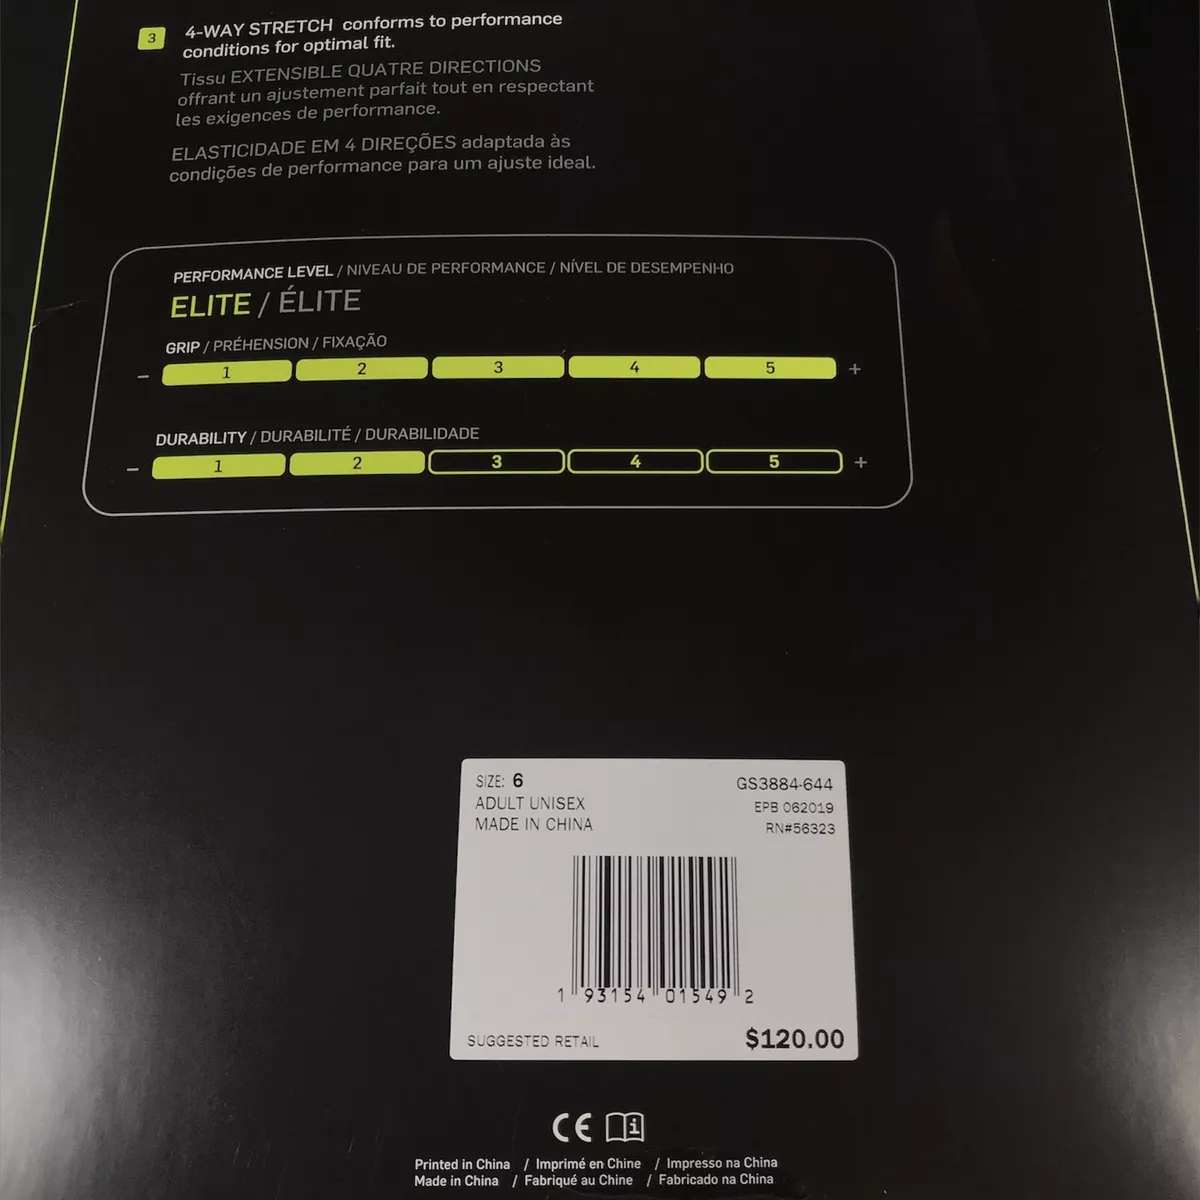 3
4-WAY STRETCH conforms to performance
conditions for optimal fit.
Tissu EXTENSIBLE QUATRE DIRECTIONS
offrant un ajustement parfait tout en respectant
les exigences de performance.
ELASTICIDADE EM 4 DIREÇÕES adaptada às
condições de performance para um ajuste ideal.
PERFORMANCE LEVEL / NIVEAU DE PERFORMANCE / NÍVEL DE DESEMPENHO
ELITE / ÉLITE
GRIP / PRÉHENSION / FIXAÇÃO
– 1 2 3 4 5 +
DURABILITY / DURABILITÉ / DURABILIDADE
– 1 2 3 4 5 +
SIZE: 6 GS3884-644
ADULT UNISEX EPB 062019
MADE IN CHINA RN#56323
1 93154 01549 2
SUGGESTED RETAIL $120.00
CE i
Printed in China / Imprimé en Chine / Impresso na China
Made in China / Fabriqué au Chine / Fabricado na China